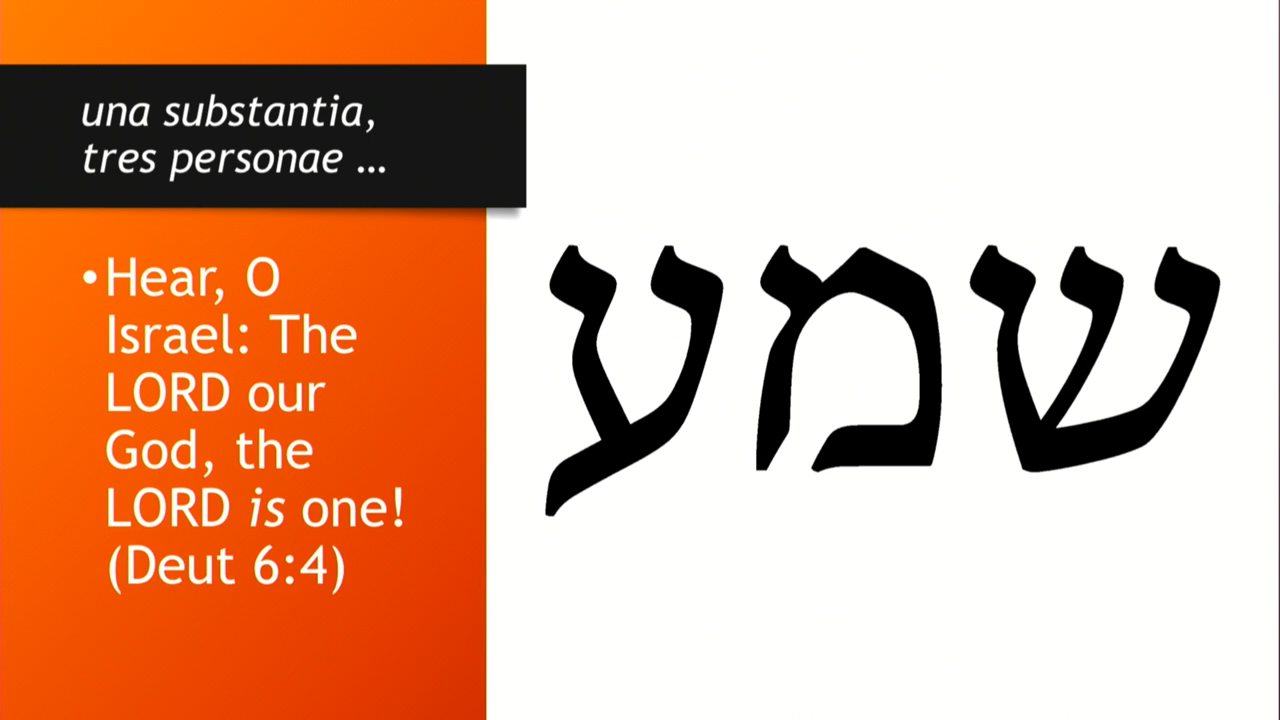 una substantia,
tres personae …
•Hear, O
Israel: The
LORD our
God, the
LORD is one!
(Deut 6:4)
שמע